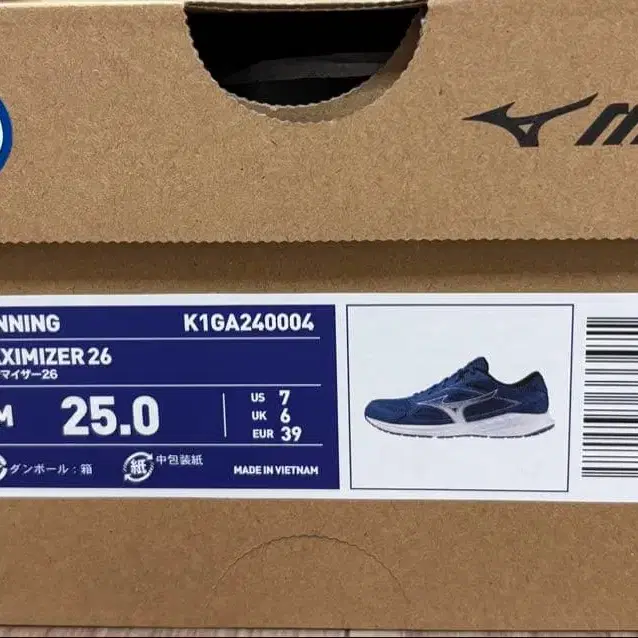 NNING K1GA240004
XIMIZER 26
マイザー26
M 25.0
US 7
UK 6
EUR 39
ダンボール:箱
紙 中包装紙
MADE IN VIETNAM